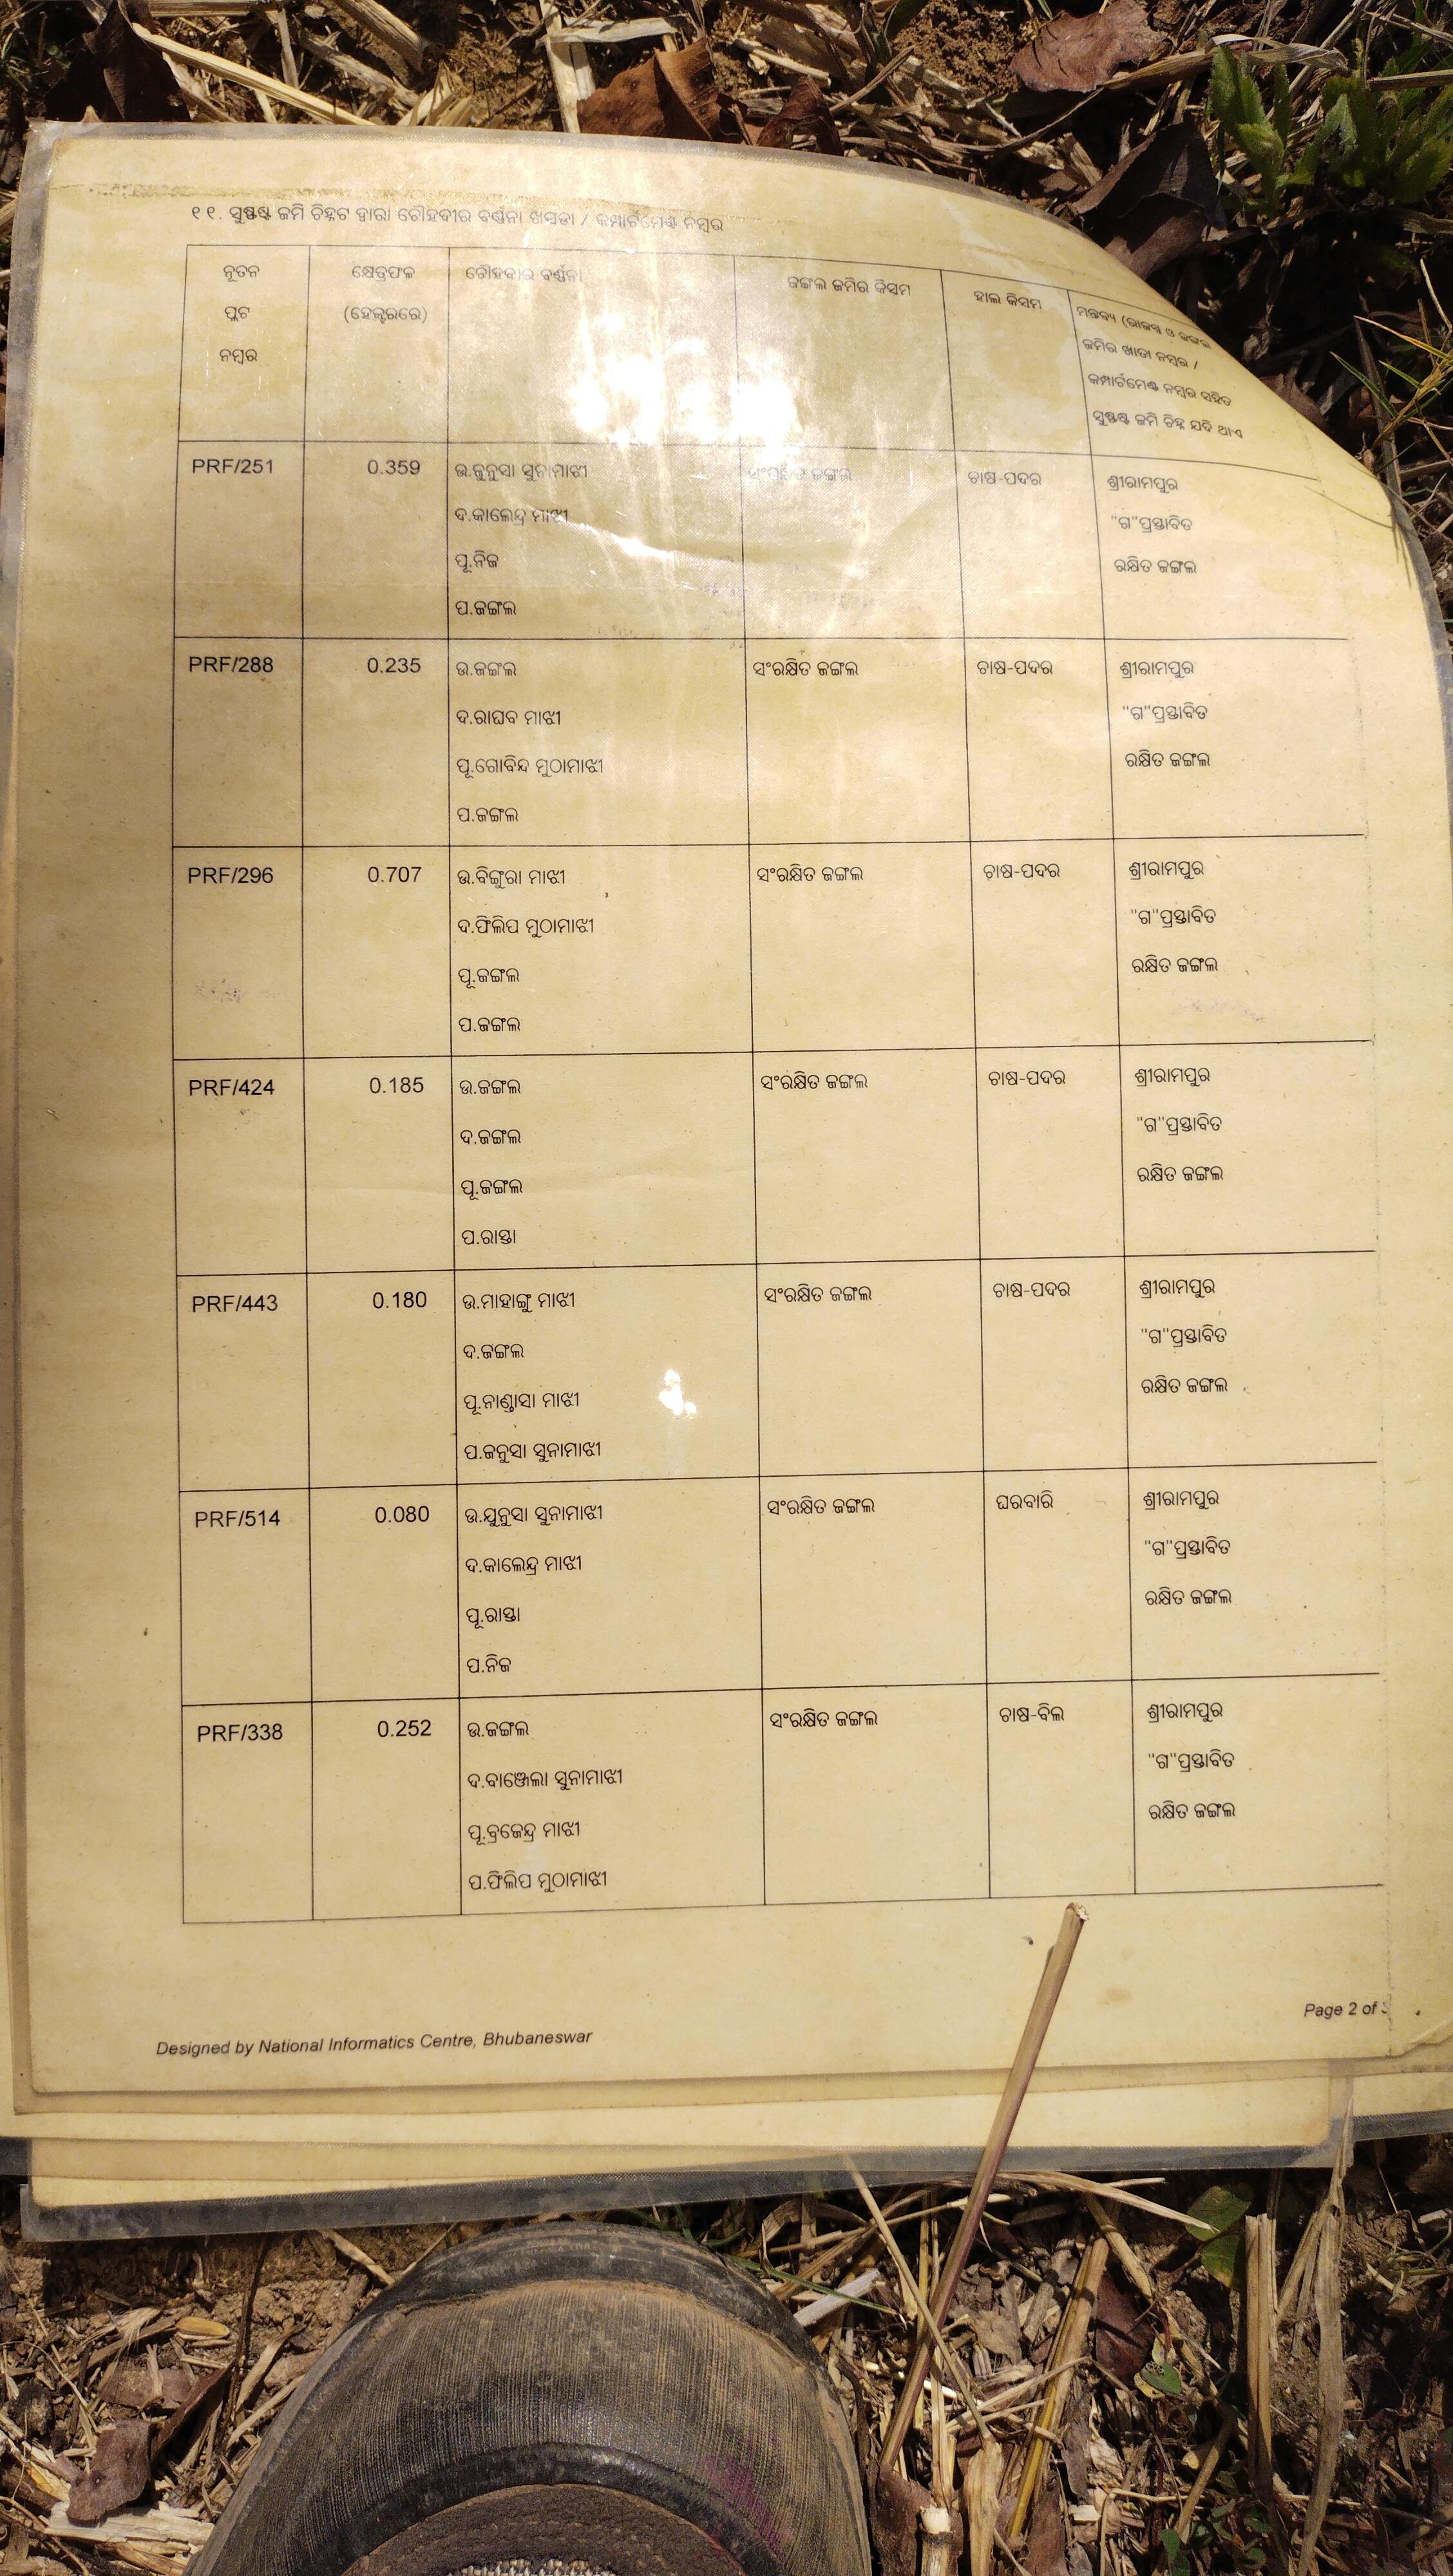 ୧୧. ସୁଷ୍ପଷ୍ଟ ଜମି ଚିହ୍ନଟ ଦ୍ୱାରା ଚୌହଦୀର ବର୍ଣ୍ଣନା ଖସଡା / କମ୍ପାର୍ଟମେଣ୍ଟ ନମ୍ବର
ନୂତନ ପ୍ଲଟ ନମ୍ବର
କ୍ଷେତ୍ରଫଳ (ହେକ୍ଟରରେ)
ଚୌହଦୀର ବର୍ଣ୍ଣନା
ଜଙ୍ଗଲ ଜମିର କିସମ
ହାଲ କିସମ
ମନ୍ତବ୍ୟ (ରାଜସ୍ୱ ଓ ଜଙ୍ଗଲ
ଜମିର ଖାତା ନମ୍ବର /
କମ୍ପାର୍ଟମେଣ୍ଟ ନମ୍ବର ସହିତ
ସୁଷ୍ପଷ୍ଟ ଜମି ଚିହ୍ନ ଯଦି ଥାଏ
PRF/251 0.359 ଉ.ଜୁନୁସା ସୁନାମାଝୀ ସଂରକ୍ଷିତ ଜଙ୍ଗଲ ଚାଷ-ପଦର ଶ୍ରୀରାମପୁର
ଦ.କାଲେନ୍ଦ୍ର ମାଝୀ "ଗ"ପ୍ରସ୍ତାବିତ
ପୂ.ନିଜ ରକ୍ଷିତ ଜଙ୍ଗଲ
ପ.ଜଙ୍ଗଲ
PRF/288 0.235 ଉ.ଜଙ୍ଗଲ ସଂରକ୍ଷିତ ଜଙ୍ଗଲ ଚାଷ-ପଦର ଶ୍ରୀରାମପୁର
ଦ.ରାଘବ ମାଝୀ "ଗ"ପ୍ରସ୍ତାବିତ
ପୂ.ଗୋବିନ୍ଦ ମୁଠାମାଝୀ ରକ୍ଷିତ ଜଙ୍ଗଲ
ପ.ଜଙ୍ଗଲ
PRF/296 0.707 ଉ.ବିଙ୍ଗୁରା ମାଝୀ ସଂରକ୍ଷିତ ଜଙ୍ଗଲ ଚାଷ-ପଦର ଶ୍ରୀରାମପୁର
ଦ.ଫିଲିପ ମୁଠାମାଝୀ "ଗ"ପ୍ରସ୍ତାବିତ
ପୂ.ଜଙ୍ଗଲ ରକ୍ଷିତ ଜଙ୍ଗଲ
ପ.ଜଙ୍ଗଲ
PRF/424 0.185 ଉ.ଜଙ୍ଗଲ ସଂରକ୍ଷିତ ଜଙ୍ଗଲ ଚାଷ-ପଦର ଶ୍ରୀରାମପୁର
ଦ.ଜଙ୍ଗଲ "ଗ"ପ୍ରସ୍ତାବିତ
ପୂ.ଜଙ୍ଗଲ ରକ୍ଷିତ ଜଙ୍ଗଲ
ପ.ରାସ୍ତା
PRF/443 0.180 ଉ.ମାହାଙ୍ଗୁ ମାଝୀ ସଂରକ୍ଷିତ ଜଙ୍ଗଲ ଚାଷ-ପଦର ଶ୍ରୀରାମପୁର
ଦ.ଜଙ୍ଗଲ "ଗ"ପ୍ରସ୍ତାବିତ
ପୂ.ନାଣ୍ଡାସା ମାଝୀ ରକ୍ଷିତ ଜଙ୍ଗଲ
ପ.ଜନୁସା ସୁନାମାଝୀ
PRF/514 0.080 ଉ.ଯୁନୁସା ସୁନାମାଝୀ ସଂରକ୍ଷିତ ଜଙ୍ଗଲ ଘରବାରି ଶ୍ରୀରାମପୁର
ଦ.କାଲେନ୍ଦ୍ର ମାଝୀ "ଗ"ପ୍ରସ୍ତାବିତ
ପୂ.ରାସ୍ତା ରକ୍ଷିତ ଜଙ୍ଗଲ
ପ.ନିଜ
PRF/338 0.252 ଉ.ଜଙ୍ଗଲ ସଂରକ୍ଷିତ ଜଙ୍ଗଲ ଚାଷ-ବିଲ ଶ୍ରୀରାମପୁର
ଦ.ବାଞ୍ଜେଲା ସୁନାମାଝୀ "ଗ"ପ୍ରସ୍ତାବିତ
ପୂ.ବ୍ରଜେନ୍ଦ୍ର ମାଝୀ ରକ୍ଷିତ ଜଙ୍ଗଲ
ପ.ଫିଲିପ ମୁଠାମାଝୀ
Designed by National Informatics Centre, Bhubaneswar
Page 2 of